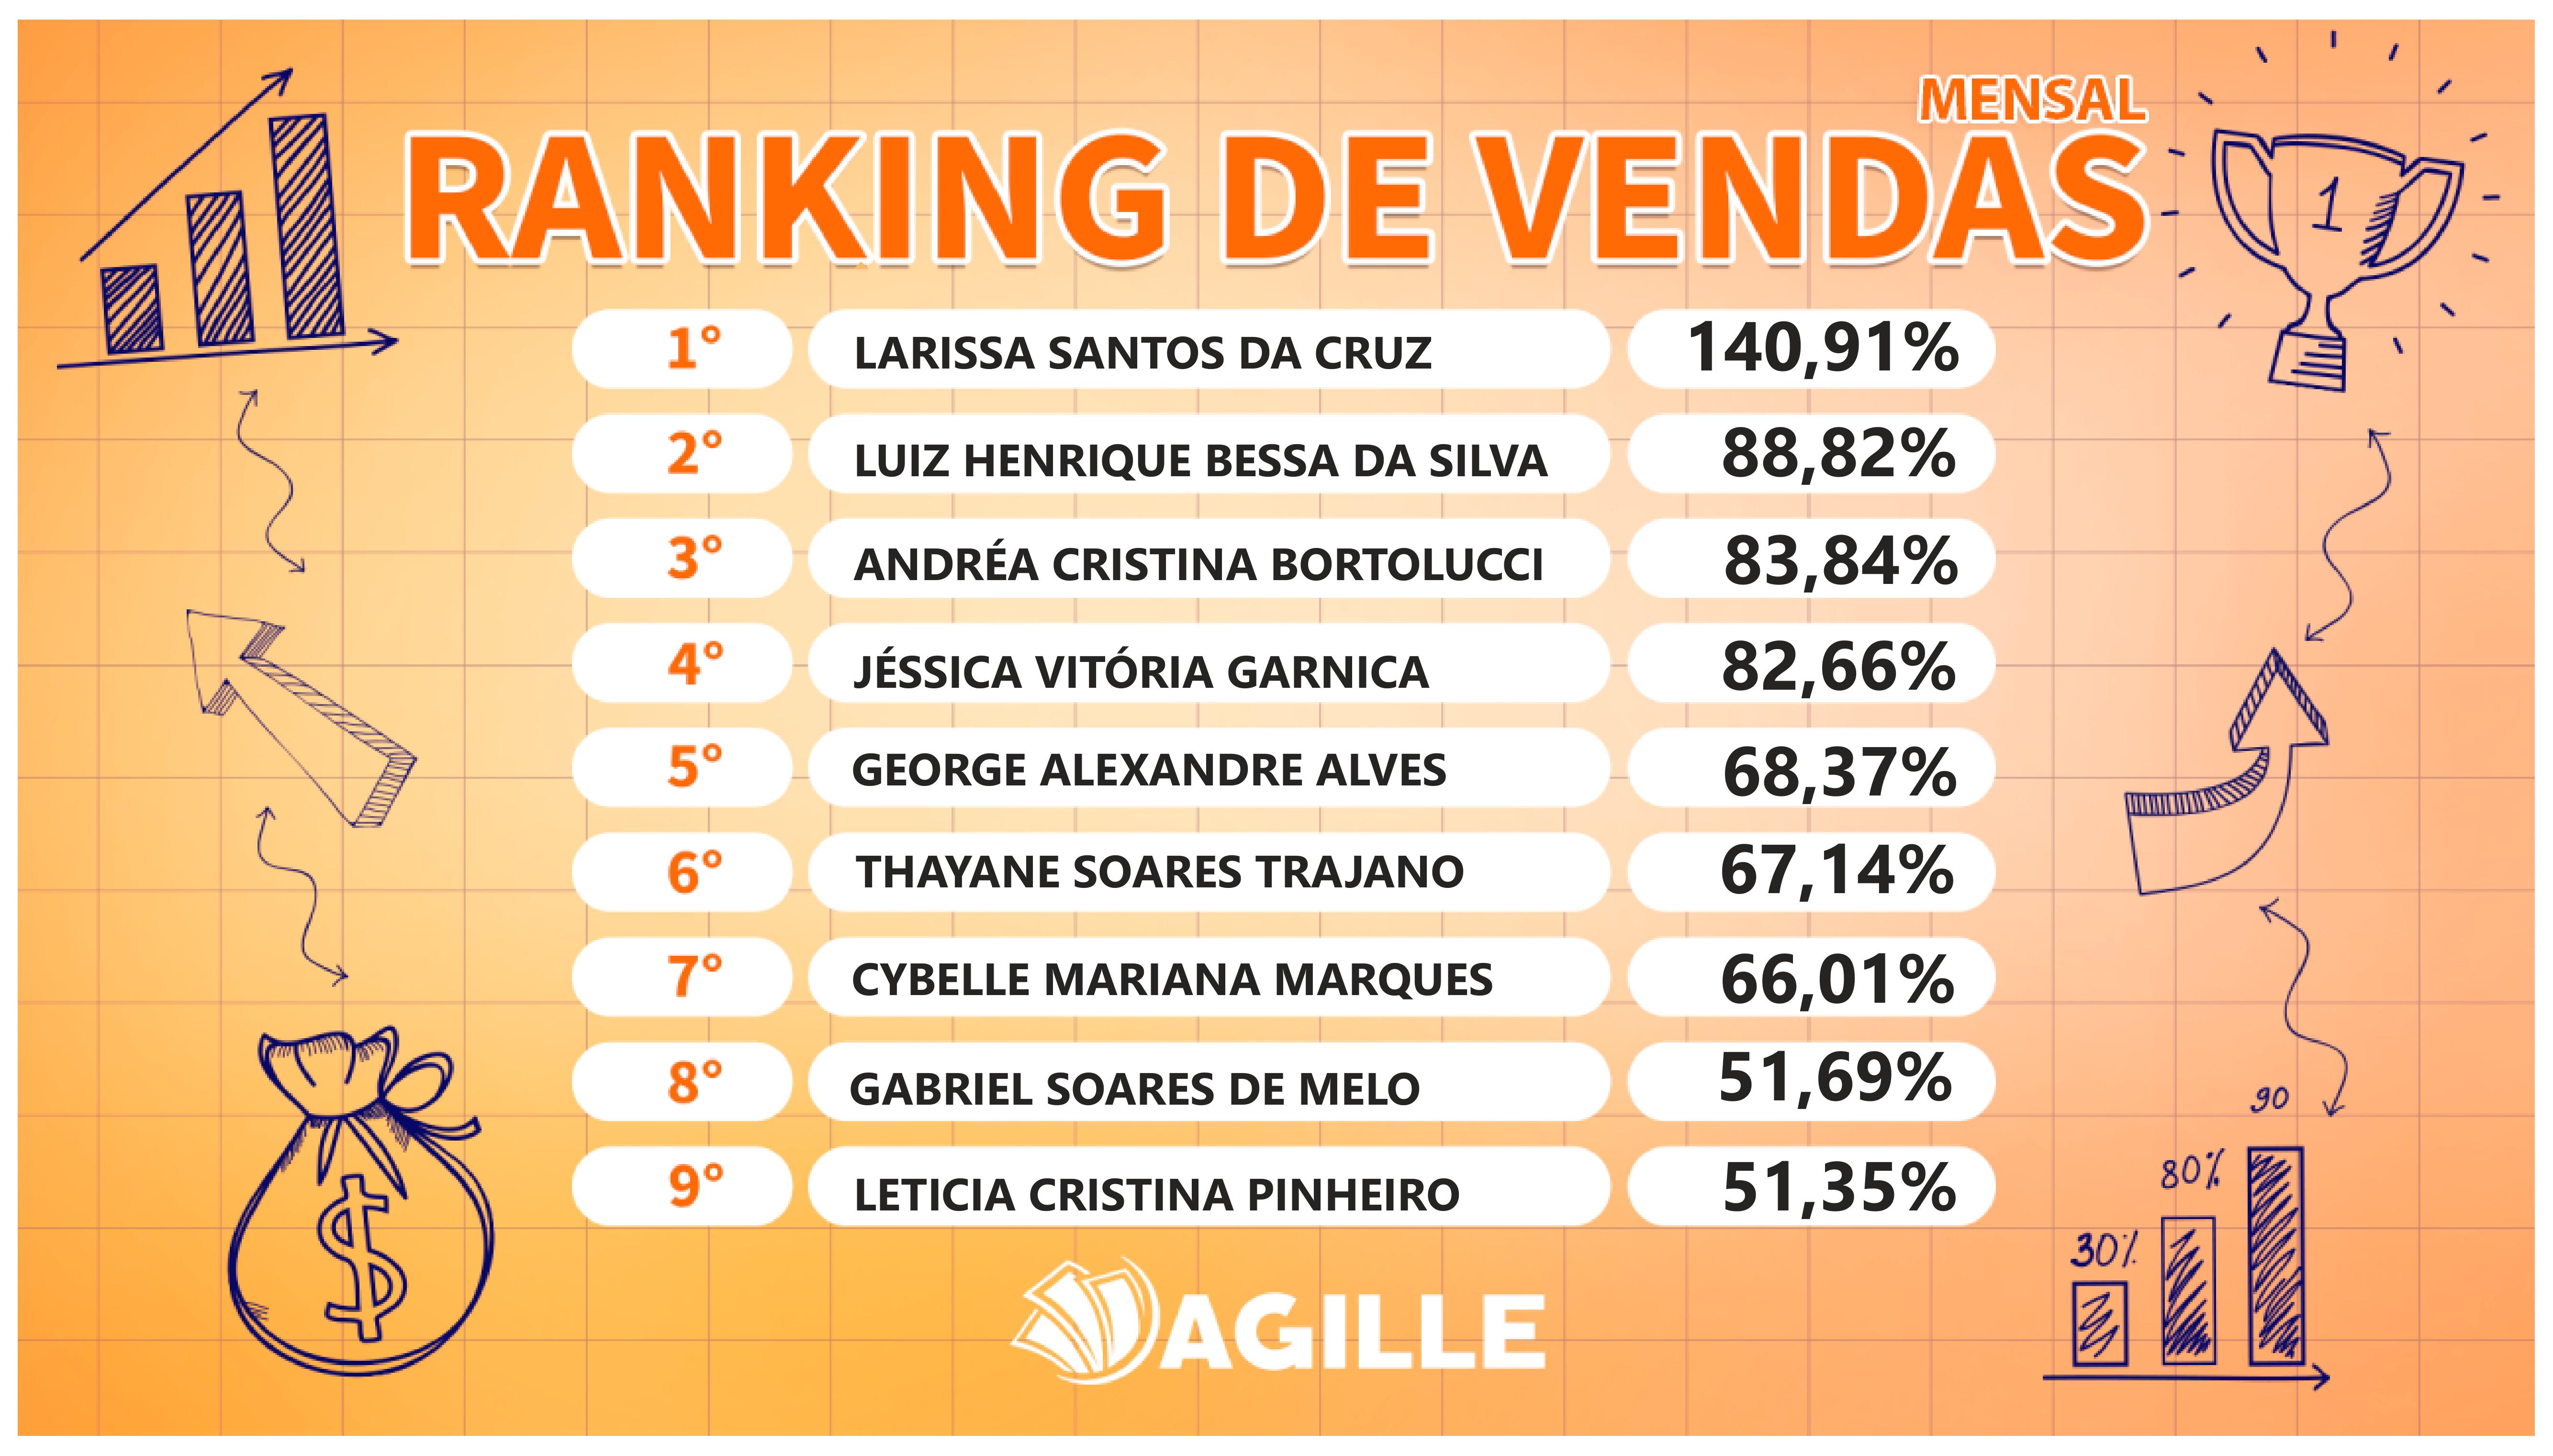 MENSAL
RANKING DE VENDAS
1
1° LARISSA SANTOS DA CRUZ 140,91%
2° LUIZ HENRIQUE BESSA DA SILVA 88,82%
3° ANDRÉA CRISTINA BORTOLUCCI 83,84%
4° JÉSSICA VITÓRIA GARNICA 82,66%
5° GEORGE ALEXANDRE ALVES 68,37%
6° THAYANE SOARES TRAJANO 67,14%
7° CYBELLE MARIANA MARQUES 66,01%
8° GABRIEL SOARES DE MELO 51,69%
9° LETICIA CRISTINA PINHEIRO 51,35%
$
30% 80% 90
AGILLE